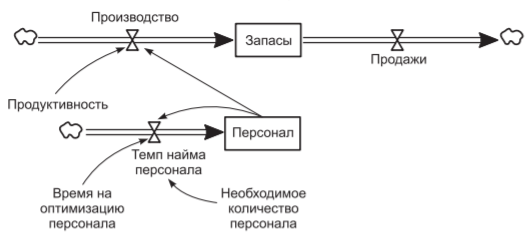 Производство
Запасы
Продажи
Продуктивность
Персонал
Темп найма
персонала
Время на
оптимизацию
персонала
Необходимое
количество
персонала